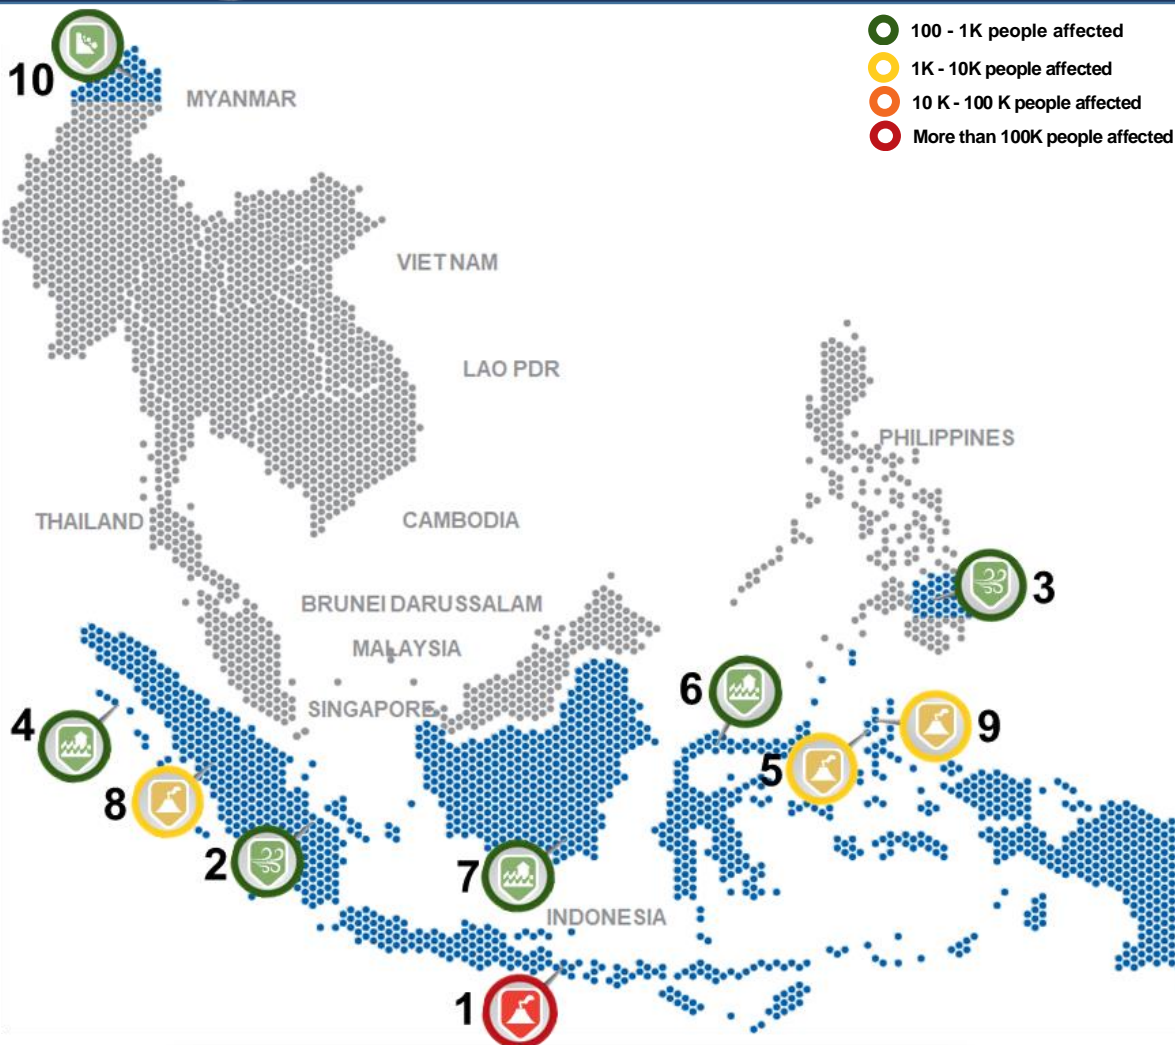 100 - 1K people affected
1K - 10K people affected
10 K - 100 K people affected
More than 100K people affected
10
MYANMAR
VIET NAM
LAO PDR
PHILIPPINES
THAILAND
CAMBODIA
3
BRUNEI DARUSSALAM
MALAYSIA
6
SINGAPORE
4
9
5
8
2
7
INDONESIA
1